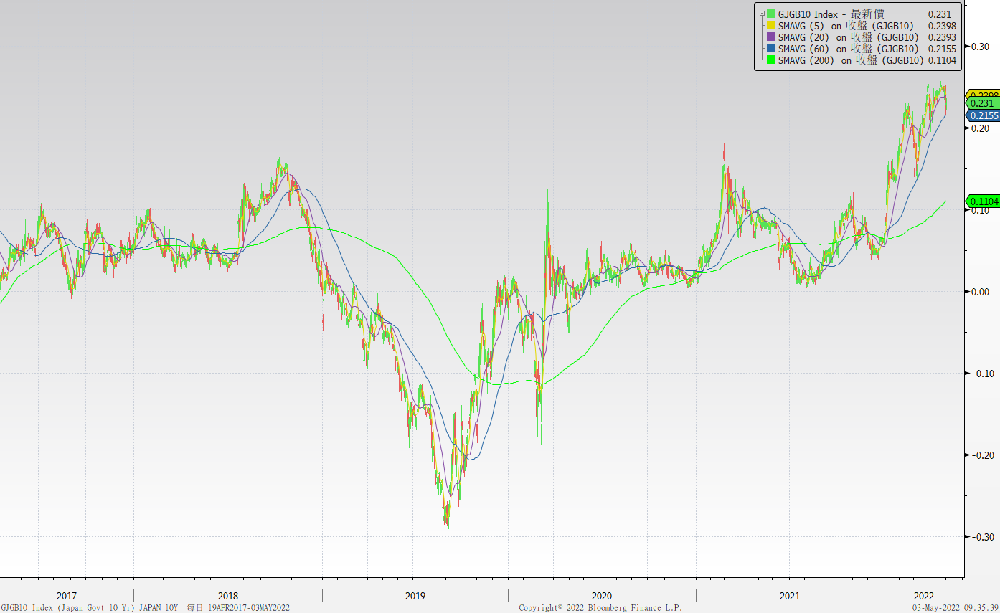 GJGB10 Index - 最新價 0.231
SMAVG (5) on 收盤 (GJGB10) 0.2398
SMAVG (20) on 收盤 (GJGB10) 0.2393
SMAVG (60) on 收盤 (GJGB10) 0.2155
SMAVG (200) on 收盤 (GJGB10) 0.1104
0.30
0.2398
0.231
0.2155
0.20
0.1104
0.10
0.00
-0.10
-0.20
-0.30
2017 2018 2019 2020 2021 2022
GJGB10 Index (Japan Govt 10 Yr) JAPAN 10Y 每日 19APR2017-03MAY2022 Copyright© 2022 Bloomberg Finance L.P. 03-May-2022 09:35:39